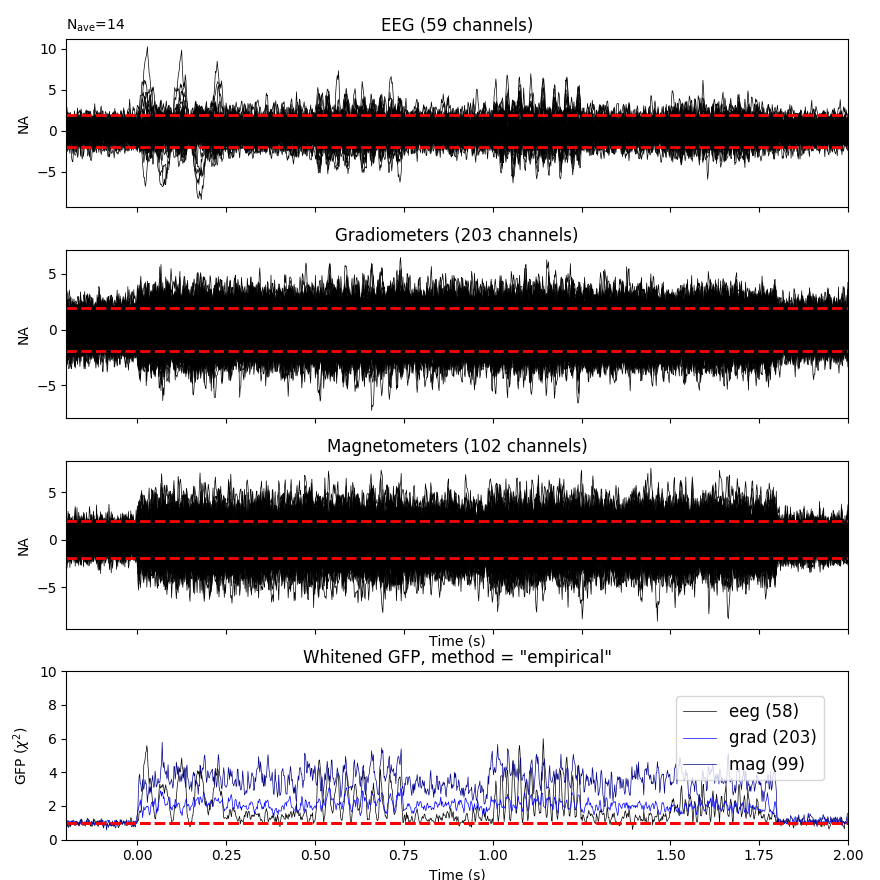 N_ave=14
EEG (59 channels)
10
5
0
−5
NA
Gradiometers (203 channels)
5
0
−5
NA
Magnetometers (102 channels)
5
0
−5
NA
Time (s)
Whitened GFP, method = "empirical"
10
8
6
4
2
0
GFP (χ²)
eeg (58)
grad (203)
mag (99)
0.00 0.25 0.50 0.75 1.00 1.25 1.50 1.75 2.00
Time (s)